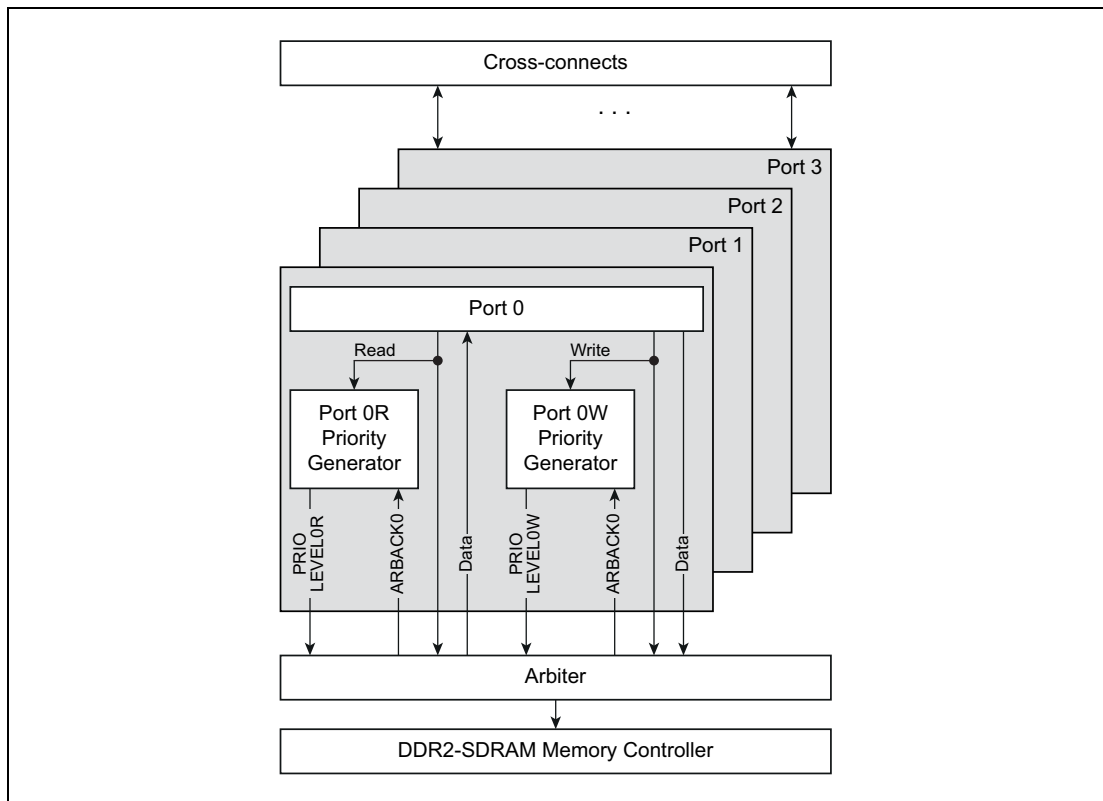 Cross-connects
. . .
Port 3
Port 2
Port 1
Port 0
Read
Write
Port 0R
Priority
Generator
Port 0W
Priority
Generator
PRIO
LEVEL0R
ARBACK0
Data
PRIO
LEVEL0W
ARBACK0
Data
Arbiter
DDR2-SDRAM Memory Controller